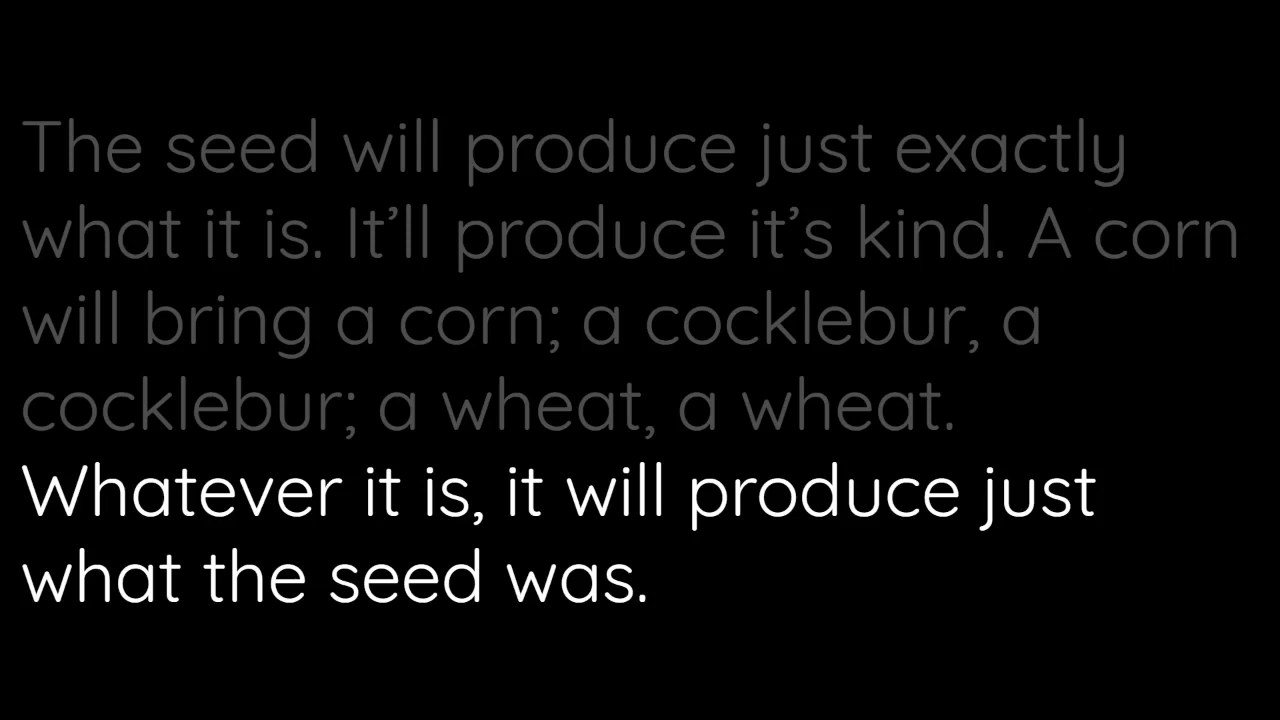 The seed will produce just exactly
what it is. It’ll produce it’s kind. A corn
will bring a corn; a cocklebur, a
cocklebur; a wheat, a wheat.
Whatever it is, it will produce just
what the seed was.